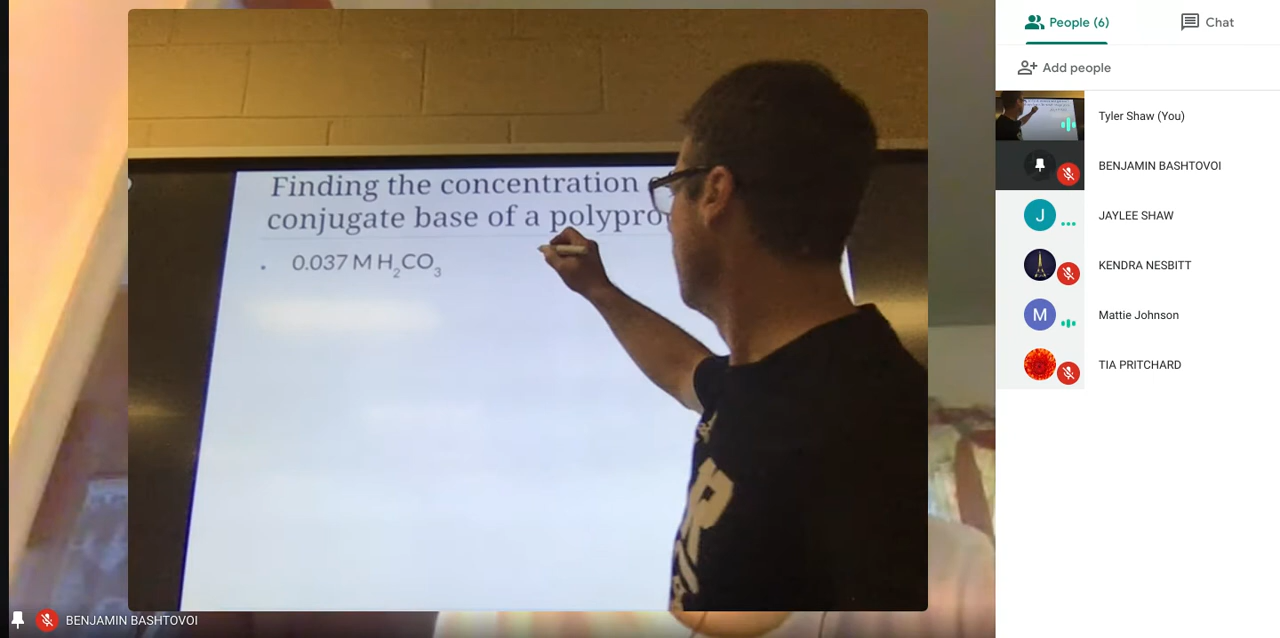 Finding the concentration
conjugate base of a
. 0.037 M H₂CO₃
BENJAMIN BASHTOVOI
People (6)
Chat
Add people
Tyler Shaw (You)
BENJAMIN BASHTOVOI
J JAYLEE SHAW
KENDRA NESBITT
M Mattie Johnson
TIA PRITCHARD